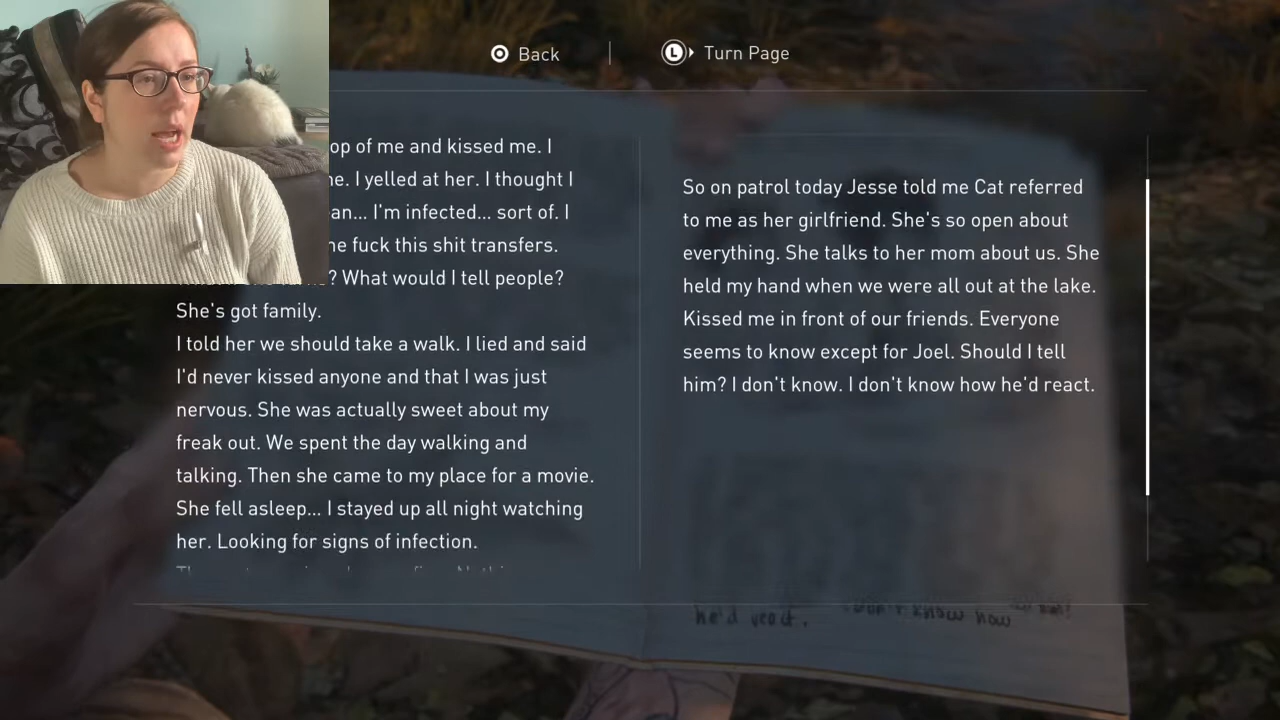 Back
L Turn Page
op of me and kissed me. I
e. I yelled at her. I thought I
an... I'm infected... sort of. I
e fuck this shit transfers.
? What would I tell people?
She's got family.
I told her we should take a walk. I lied and said
I'd never kissed anyone and that I was just
nervous. She was actually sweet about my
freak out. We spent the day walking and
talking. Then she came to my place for a movie.
She fell asleep... I stayed up all night watching
her. Looking for signs of infection.
So on patrol today Jesse told me Cat referred
to me as her girlfriend. She's so open about
everything. She talks to her mom about us. She
held my hand when we were all out at the lake.
Kissed me in front of our friends. Everyone
seems to know except for Joel. Should I tell
him? I don't know. I don't know how he'd react.
know how
he'd react.